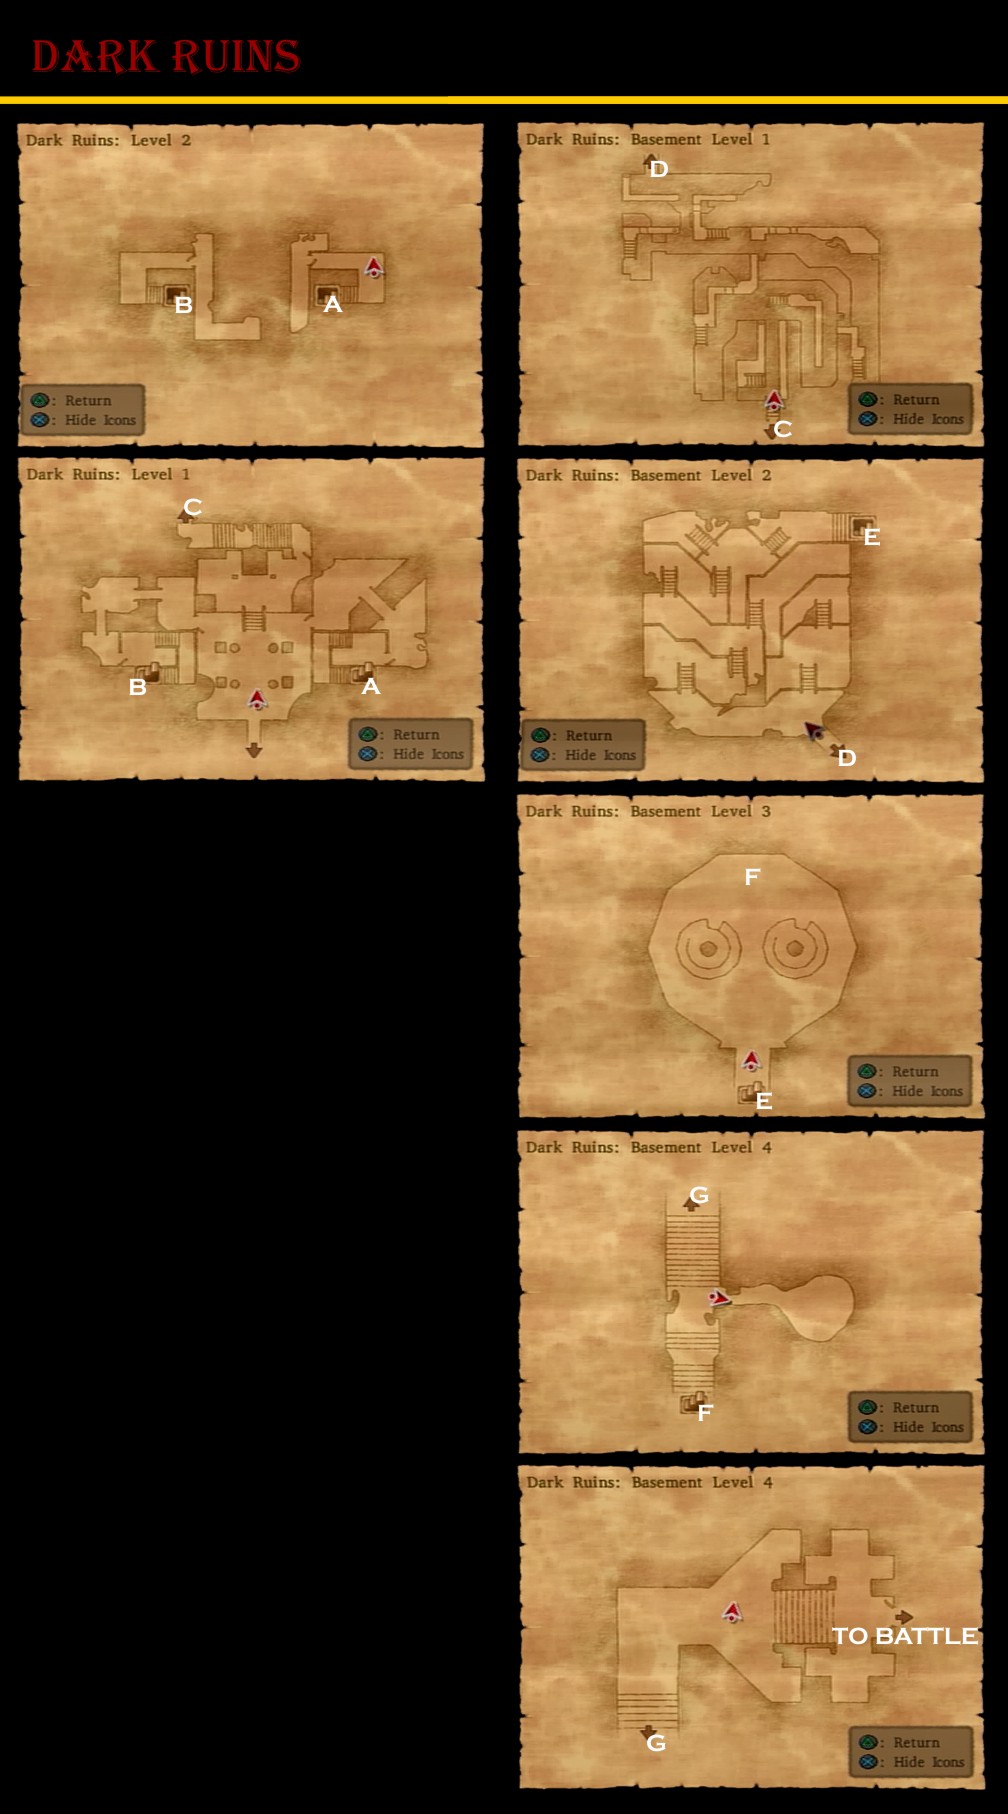 DARK RUINS
Dark Ruins: Level 2
B
A
: Return
: Hide Icons
Dark Ruins: Basement Level 1
D
: Return
: Hide Icons
C
Dark Ruins: Level 1
C
B
A
: Return
: Hide Icons
Dark Ruins: Basement Level 2
E
: Return
: Hide Icons
D
Dark Ruins: Basement Level 3
F
: Return
: Hide Icons
E
Dark Ruins: Basement Level 4
G
: Return
: Hide Icons
F
Dark Ruins: Basement Level 4
TO BATTLE
G
: Return
: Hide Icons